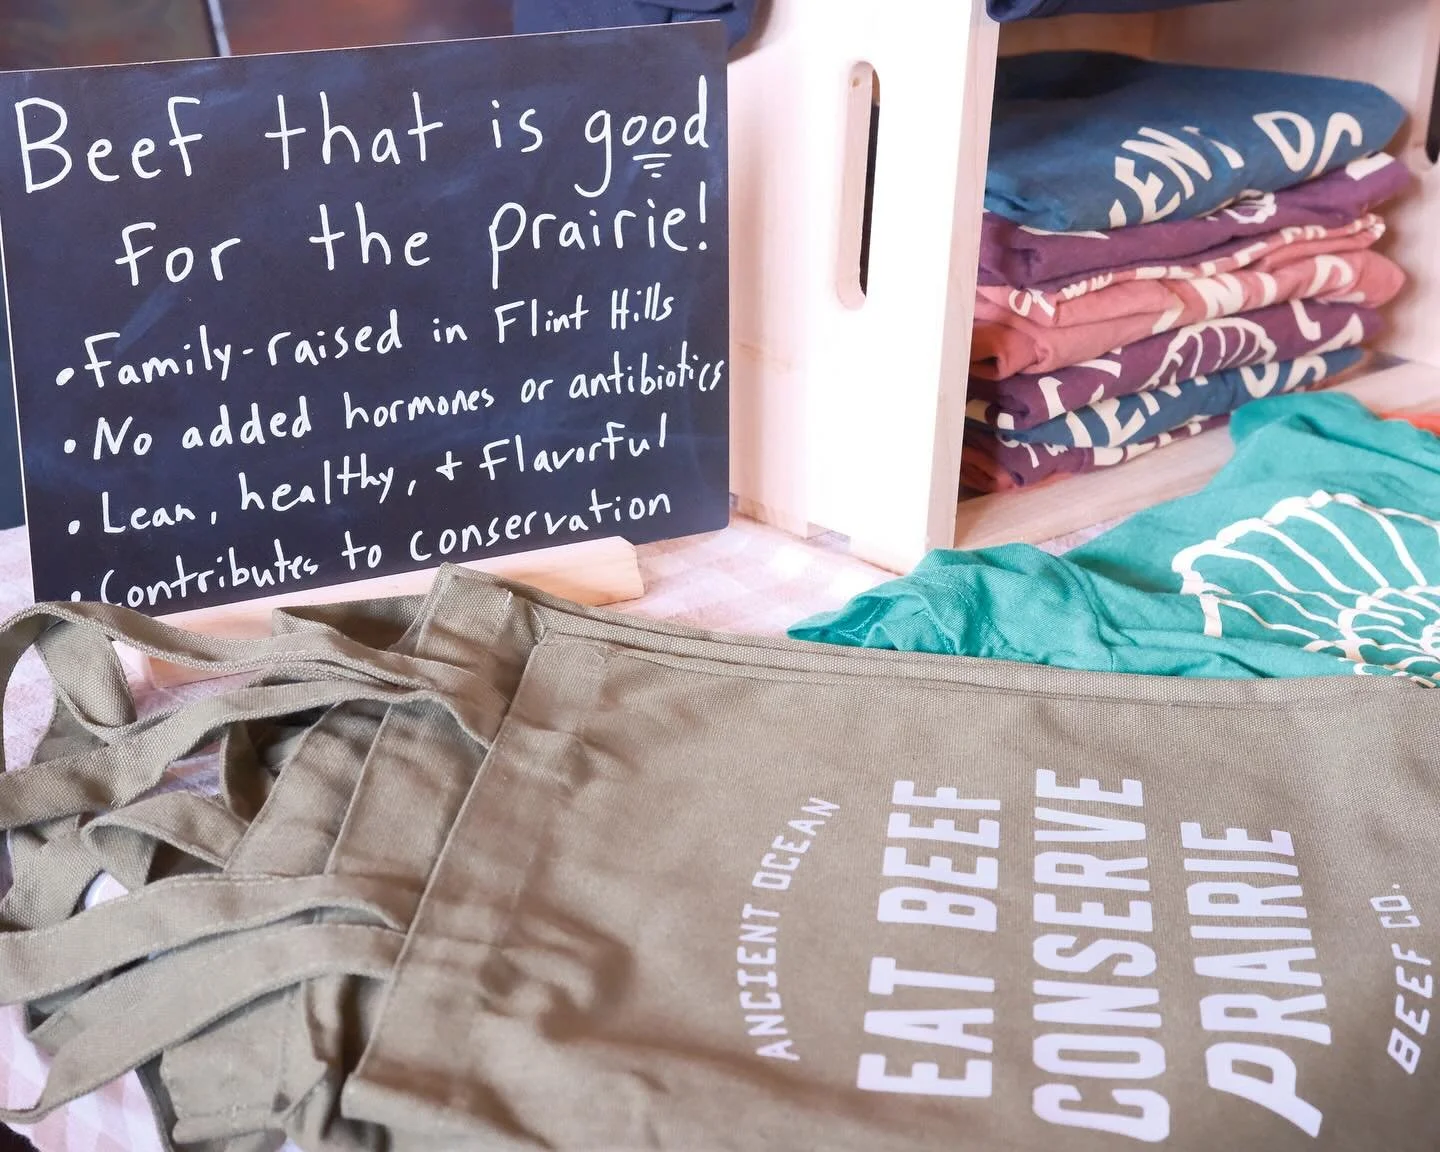 Beef that is good
for the prairie!
• Family-raised in Flint Hills
• No added hormones or antibiotics
• Lean, healthy, + flavorful
• Contributes to conservation
ANCIENT OCEAN
EAT BEEF
CONSERVE
PRAIRIE
BEEF CO.